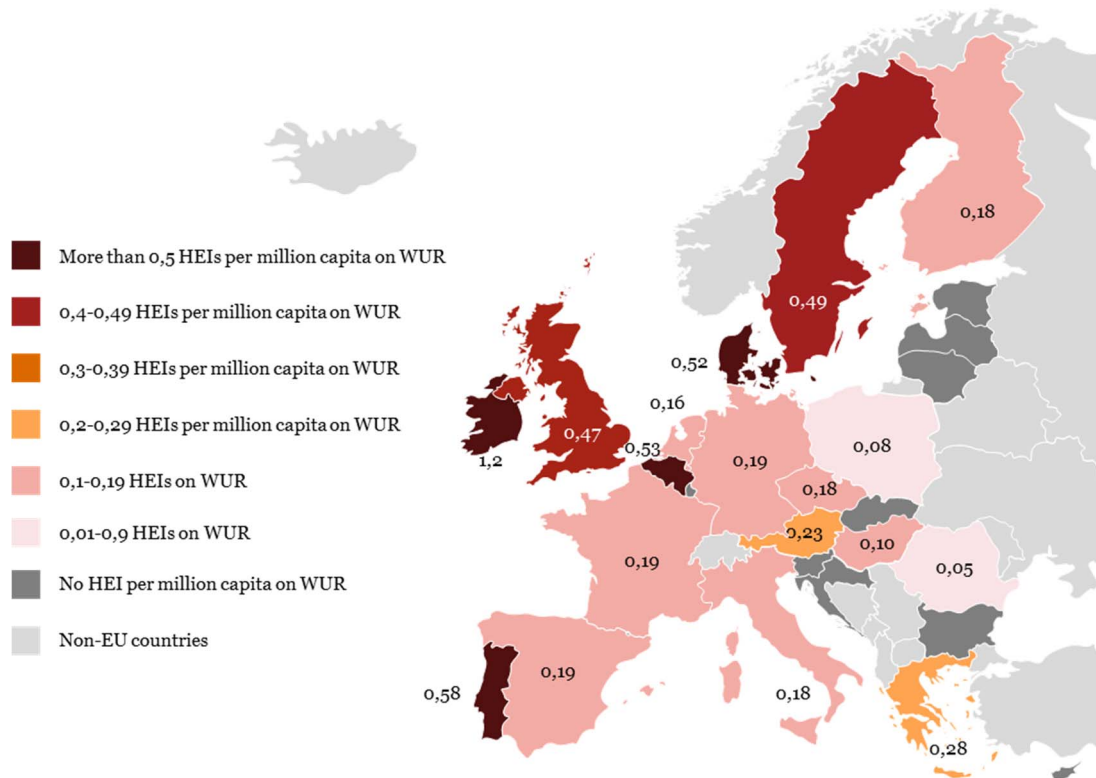 More than 0,5 HEIs per million capita on WUR
0,4-0,49 HEIs per million capita on WUR
0,3-0,39 HEIs per million capita on WUR
0,2-0,29 HEIs per million capita on WUR
0,1-0,19 HEIs on WUR
0,01-0,9 HEIs on WUR
No HEI per million capita on WUR
Non-EU countries
0,18
0,49
0,52
0,16
0,47
0,53
1,2
0,08
0,19
0,18
0,23
0,10
0,19
0,05
0,19
0,58
0,18
0,28